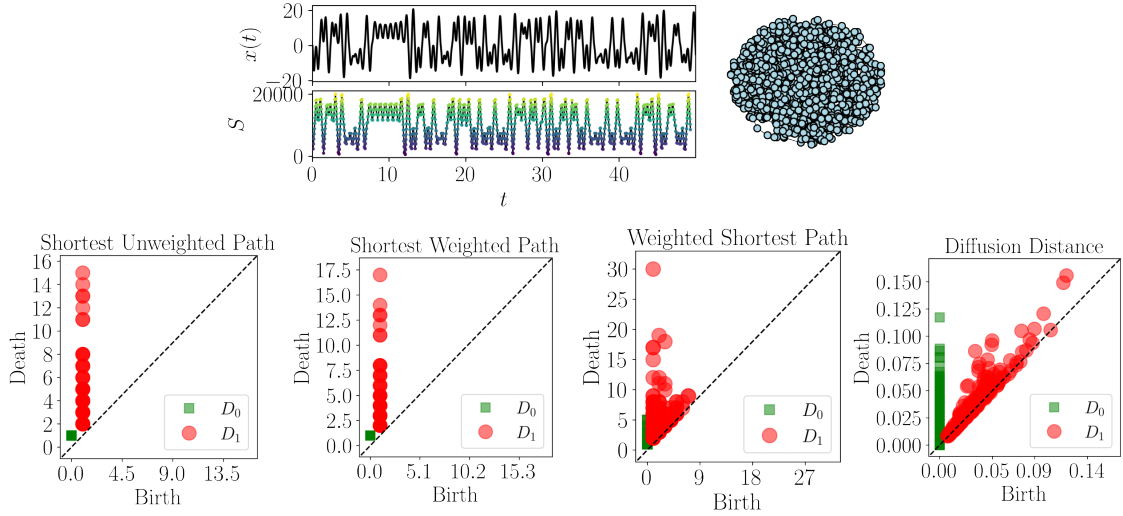 20
0
−20
x(t)
20000
0
S
0 10 20 30 40
t
Shortest Unweighted Path
16
14
12
10
8
6
4
2
0
Death
D0
D1
0.0 4.5 9.0 13.5
Birth
Shortest Weighted Path
17.5
15.0
12.5
10.0
7.5
5.0
2.5
0.0
Death
D0
D1
0.0 5.1 10.2 15.3
Birth
Weighted Shortest Path
30
25
20
15
10
5
0
Death
D0
D1
0 9 18 27
Birth
Diffusion Distance
0.150
0.125
0.100
0.075
0.050
0.025
0.000
Death
D0
D1
0.00 0.05 0.09 0.14
Birth